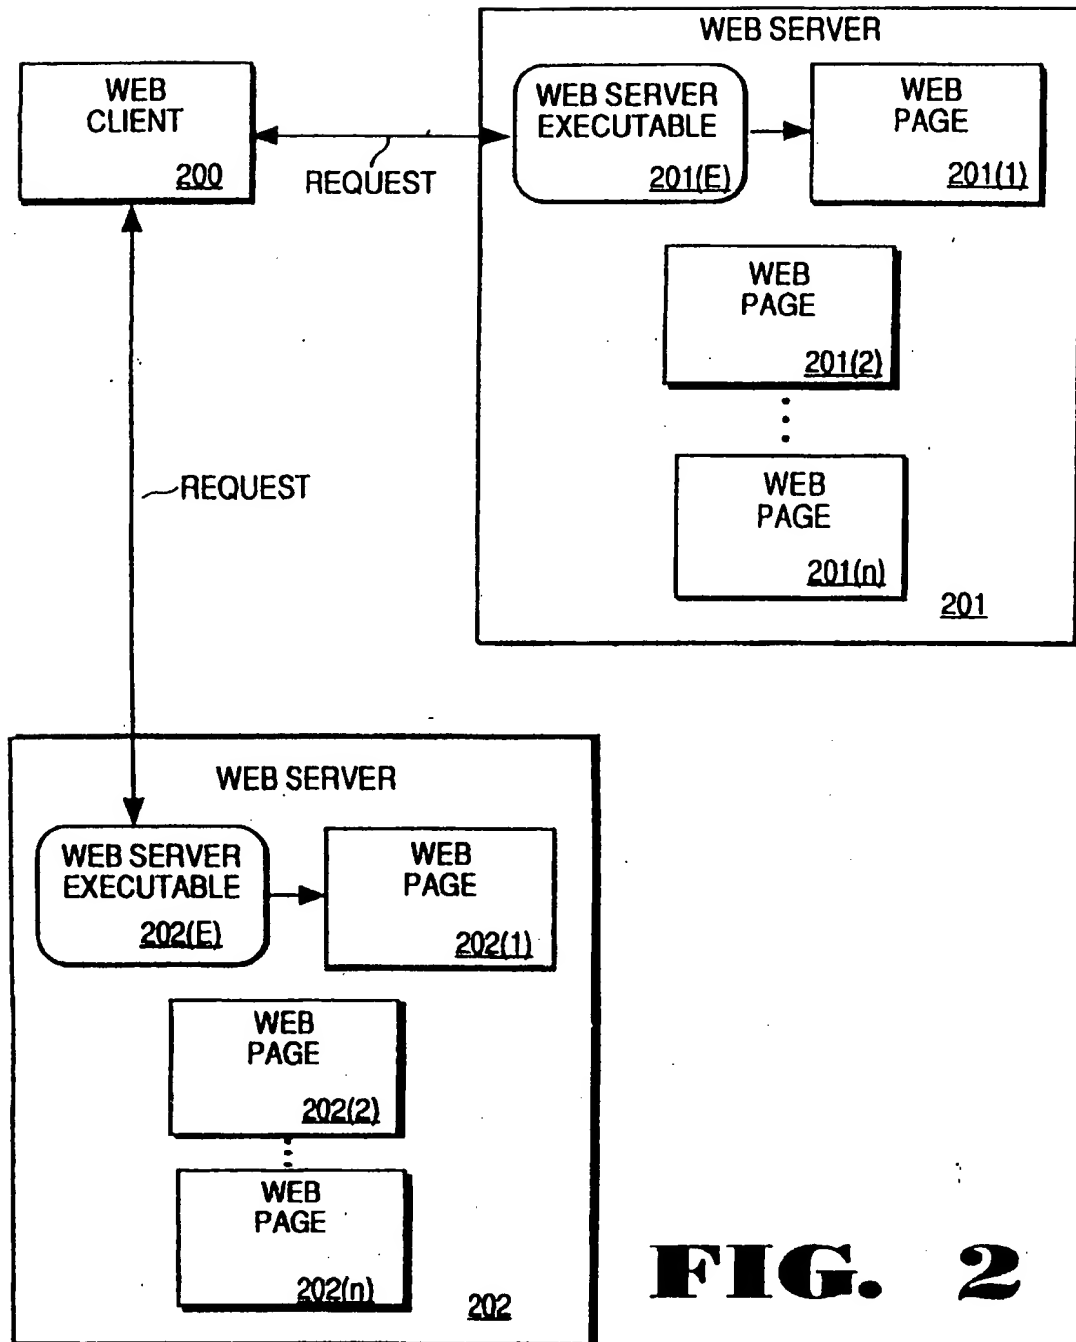 WEB
CLIENT
200
REQUEST
WEB SERVER
WEB SERVER
EXECUTABLE
201(E)
WEB
PAGE
201(1)
WEB
PAGE
201(2)
WEB
PAGE
201(n)
201
REQUEST
WEB SERVER
WEB SERVER
EXECUTABLE
202(E)
WEB
PAGE
202(1)
WEB
PAGE
202(2)
WEB
PAGE
202(n)
202
FIG. 2